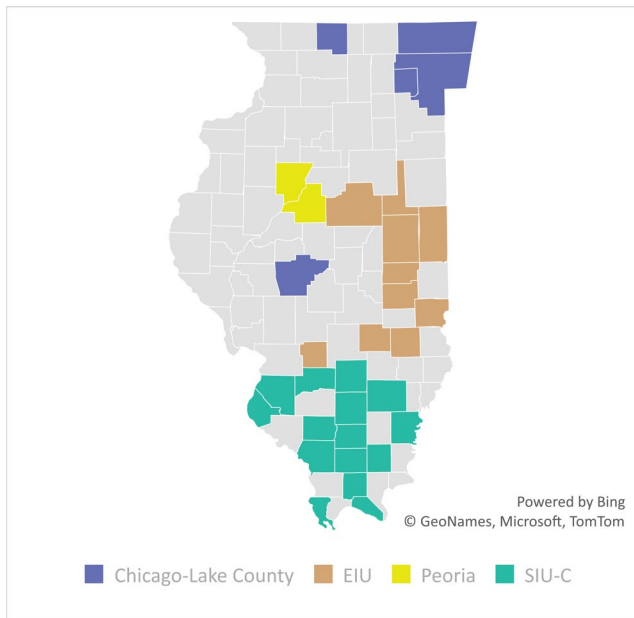 Powered by Bing
© GeoNames, Microsoft, TomTom
Chicago-Lake County EIU Peoria SIU-C